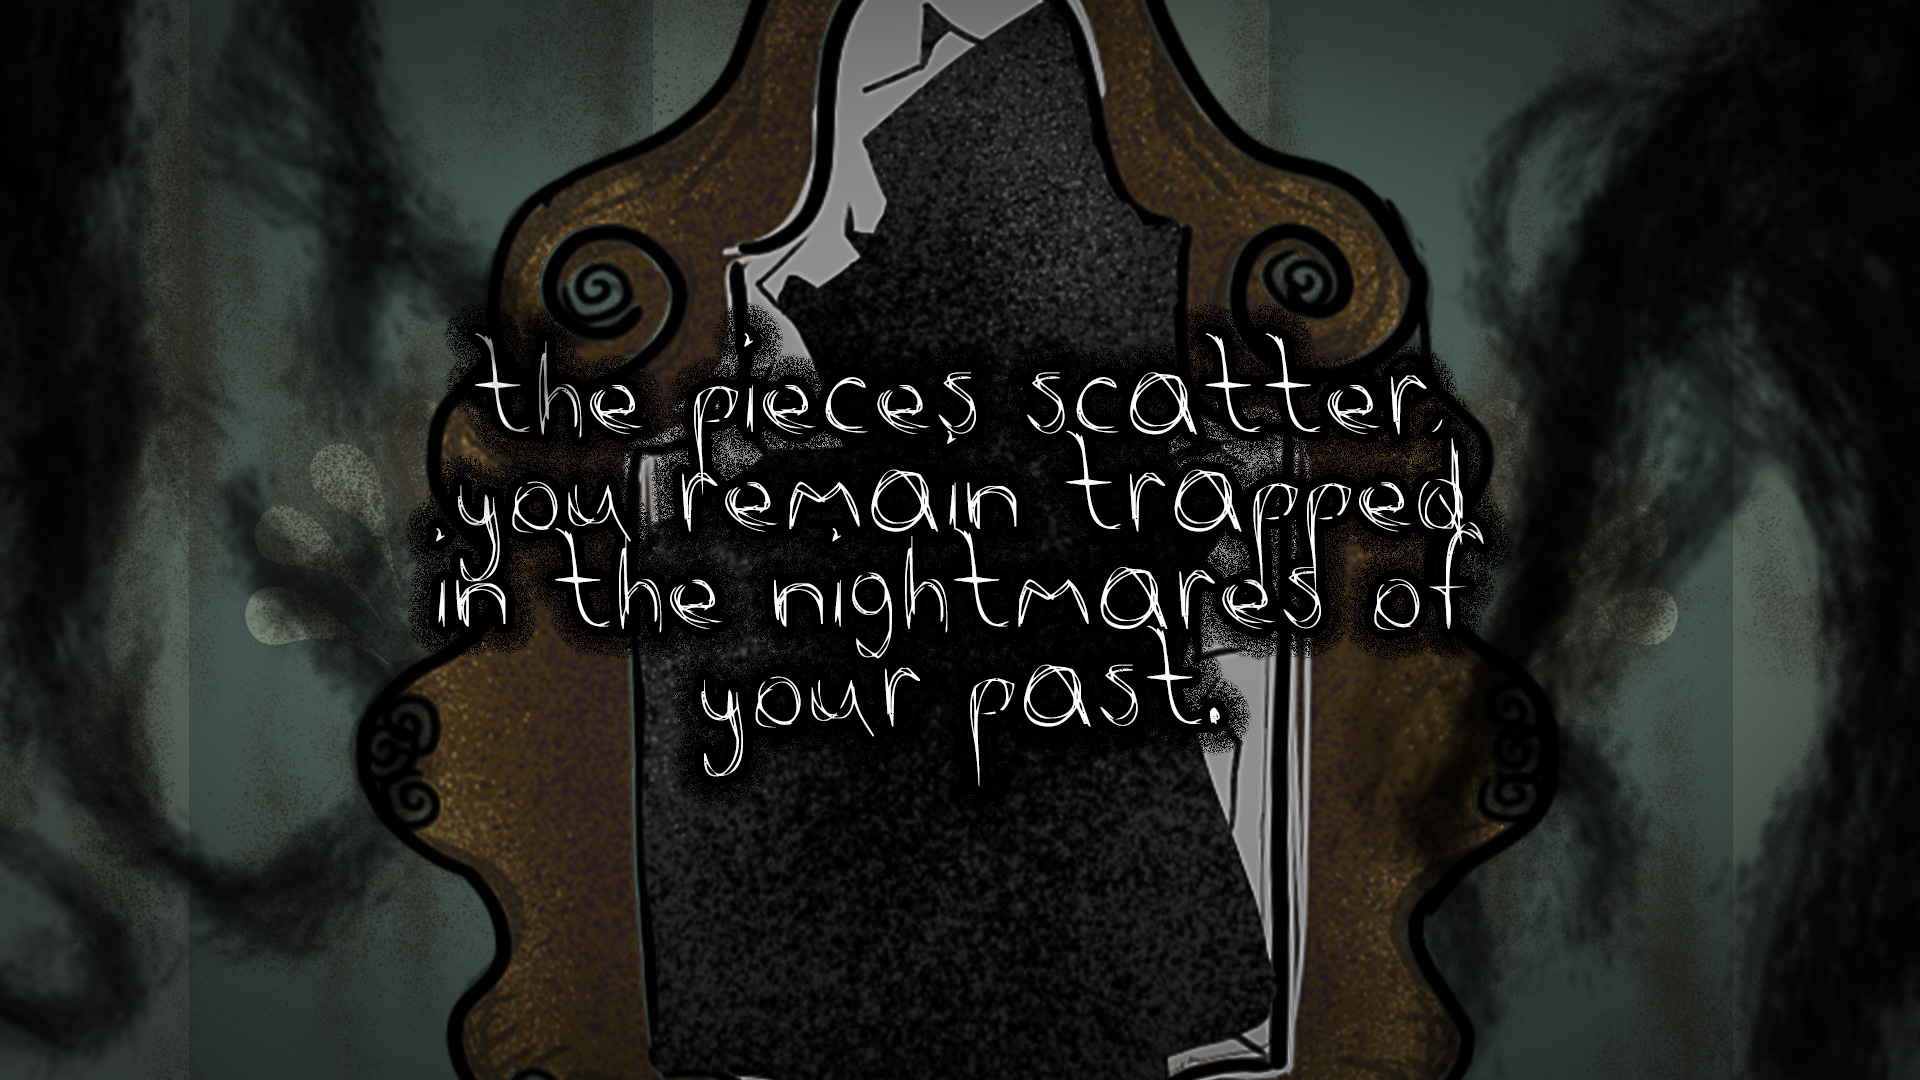 the pieces scatter,
you remain trapped
in the nightmares of
your past.